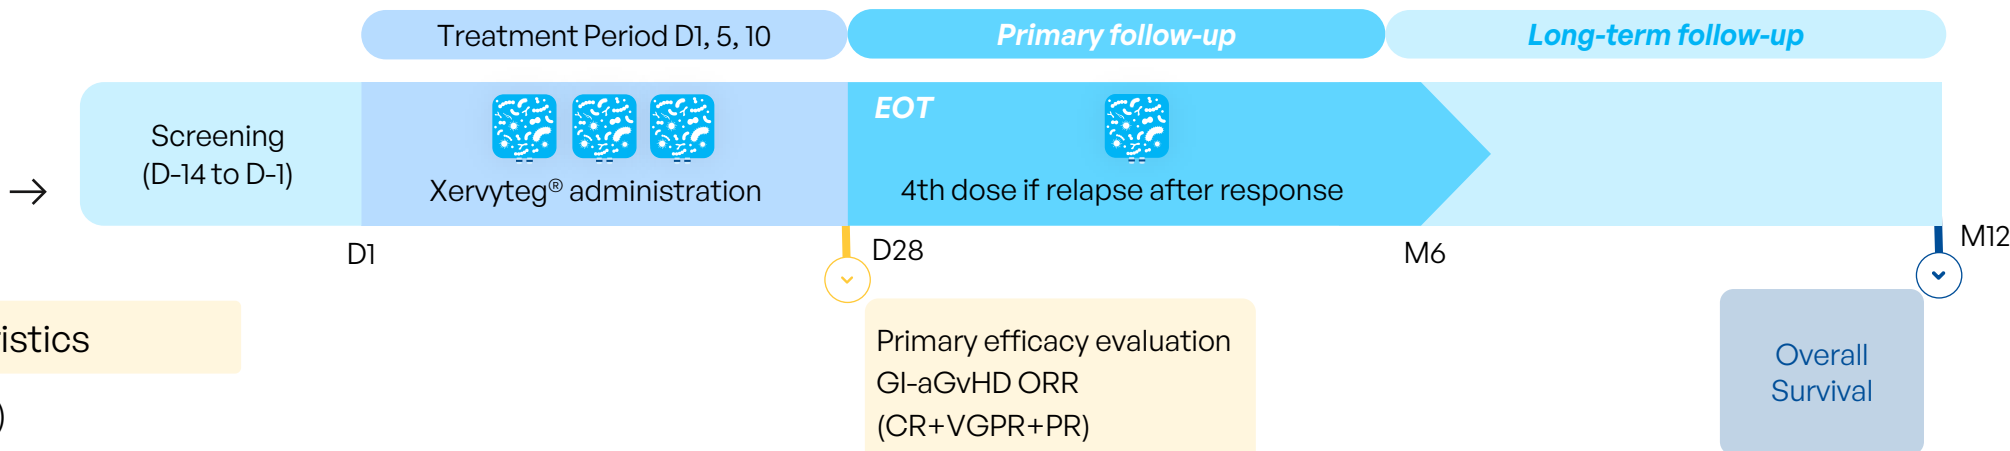 Treatment Period D1, 5, 10
Primary follow-up
Long-term follow-up
Screening
(D-14 to D-1)
Xervyteg® administration
EOT
4th dose if relapse after response
→
D1
D28
M6
M12
istics
)
Primary efficacy evaluation
GI-aGvHD ORR
(CR+VGPR+PR)
Overall
Survival